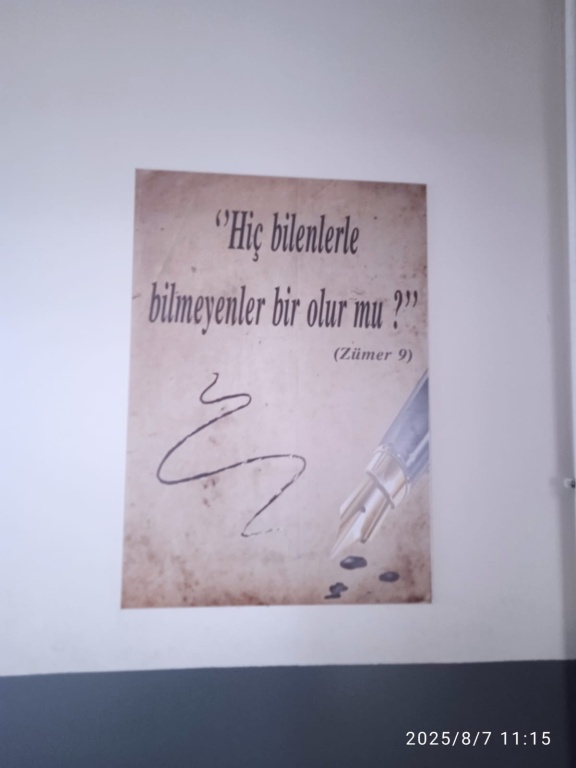 ‘’Hiç bilenlerle
bilmeyenler bir olur mu ?’’
(Zümer 9)
2025/8/7 11:15